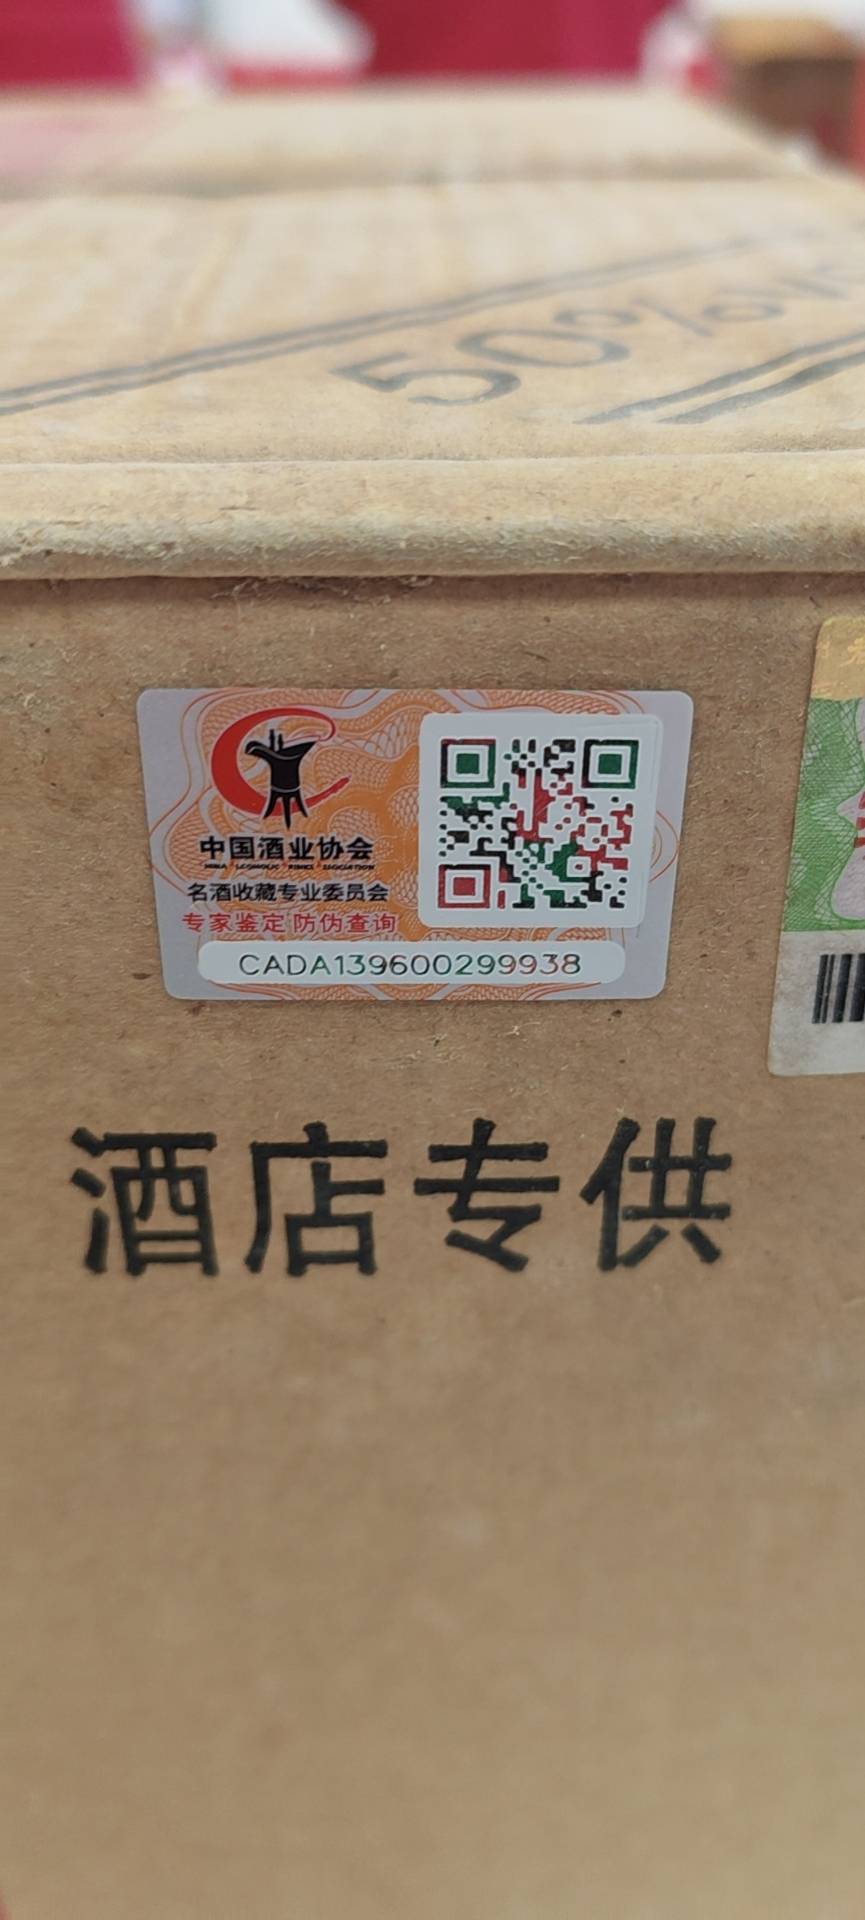 50%v
中国酒业协会
名酒收藏专业委员会
专家鉴定 防伪查询
CADA139600299938
酒店专供